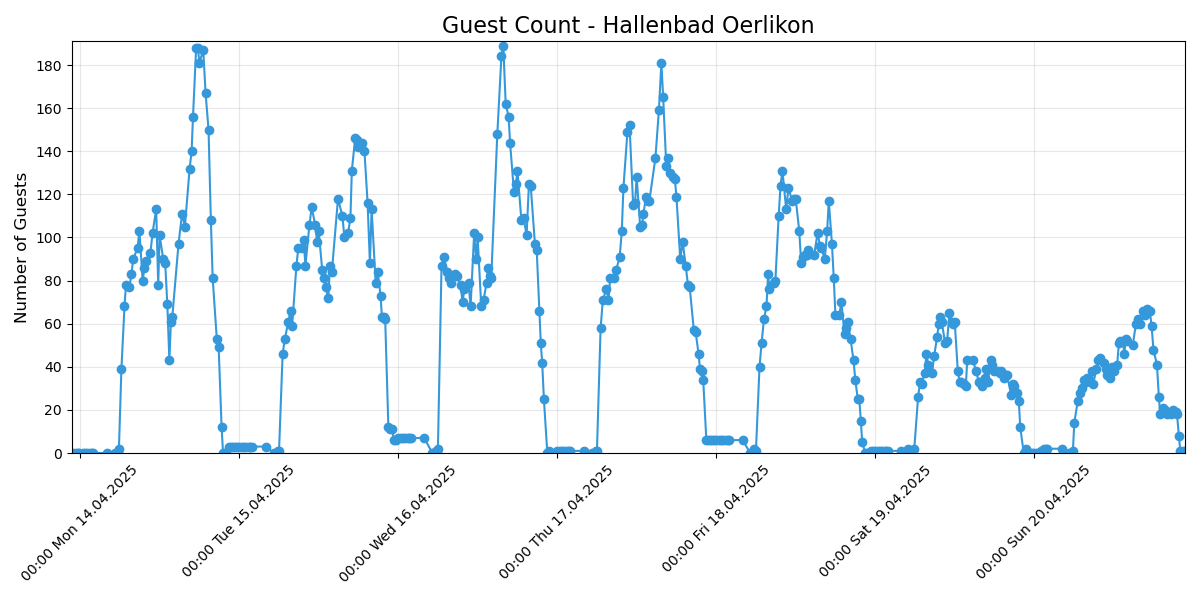 Guest Count - Hallenbad Oerlikon
Number of Guests
180
160
140
120
100
80
60
40
20
0
00:00 Mon 14.04.2025
00:00 Tue 15.04.2025
00:00 Wed 16.04.2025
00:00 Thu 17.04.2025
00:00 Fri 18.04.2025
00:00 Sat 19.04.2025
00:00 Sun 20.04.2025